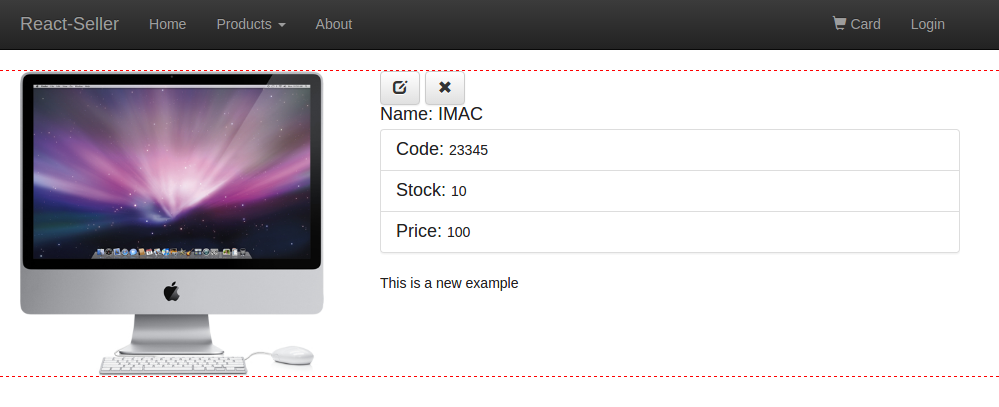 React-Seller Home Products About Card Login
Name: IMAC
Code: 23345
Stock: 10
Price: 100
This is a new example